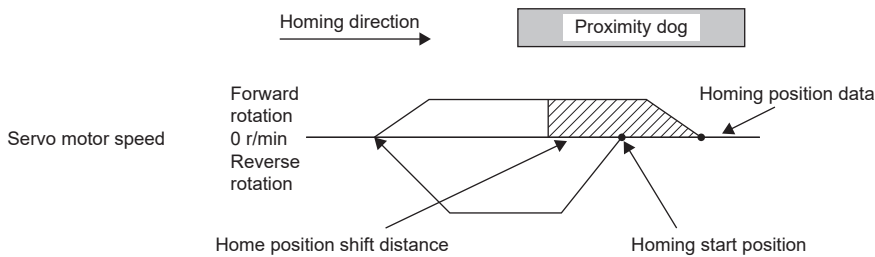 Homing direction
Proximity dog
Forward
rotation
Homing position data
Servo motor speed
0 r/min
Reverse
rotation
Home position shift distance
Homing start position